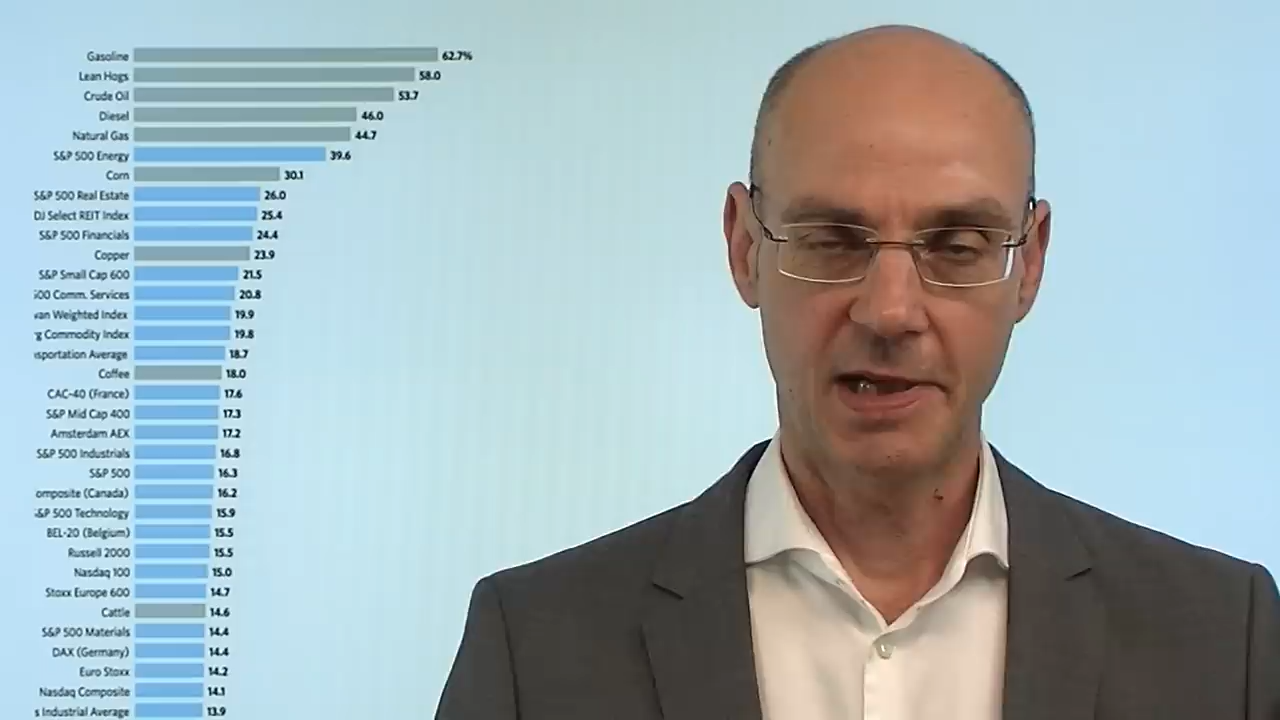 Gasoline 62.7%
Lean Hogs 58.0
Crude Oil 53.7
Diesel 46.0
Natural Gas 44.7
S&P 500 Energy 39.6
Corn 30.1
S&P 500 Real Estate 26.0
DJ Select REIT Index 25.4
S&P 500 Financials 24.4
Copper 23.9
S&P Small Cap 600 21.5
00 Comm. Services 20.8
Weighted Index 19.9
Commodity Index 19.8
sportation Average 18.7
Coffee 18.0
CAC-40 (France) 17.6
S&P Mid Cap 400 17.3
Amsterdam AEX 17.2
S&P 500 Industrials 16.8
S&P 500 16.3
omposite (Canada) 16.2
S&P 500 Technology 15.9
BEL-20 (Belgium) 15.5
Russell 2000 15.5
Nasdaq 100 15.0
Stoxx Europe 600 14.7
Cattle 14.6
S&P 500 Materials 14.4
DAX (Germany) 14.4
Euro Stoxx 14.2
Nasdaq Composite 14.1
s Industrial Average 13.9